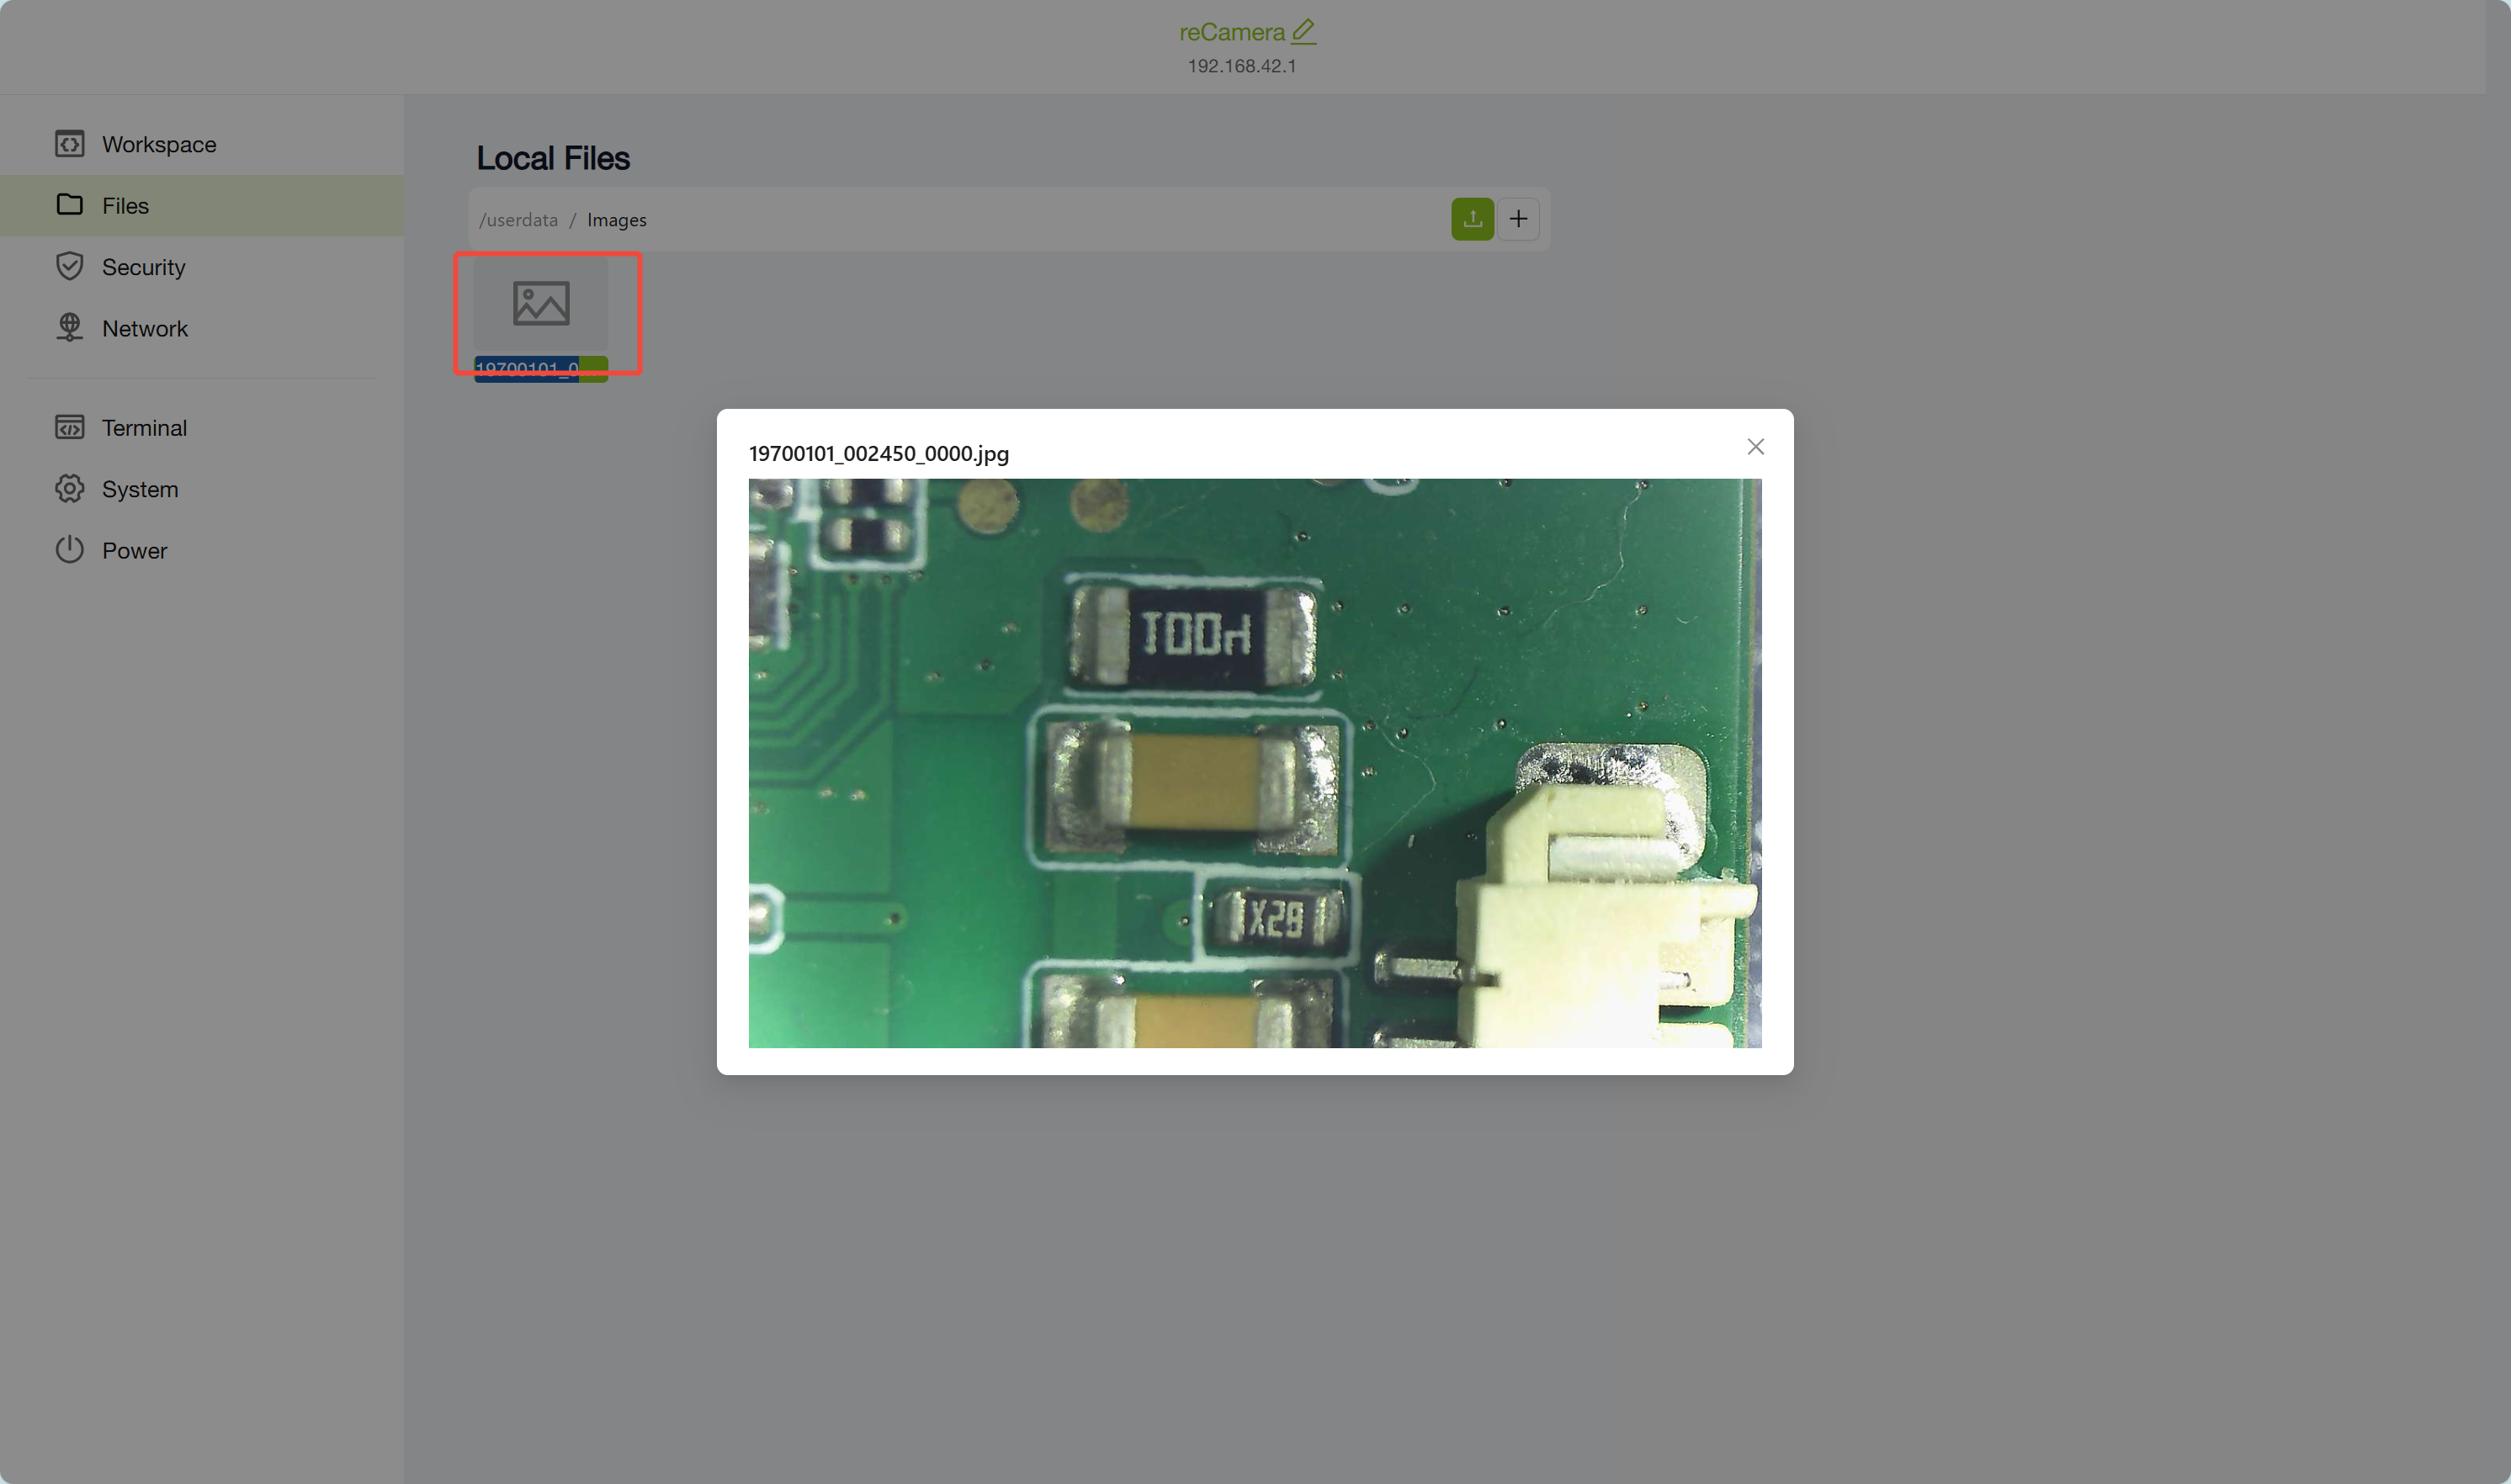 reCamera
192.168.42.1
Workspace
Files
Security
Network
Terminal
System
Power
Local Files
/userdata / Images
19700101_0...
19700101_002450_0000.jpg
X28